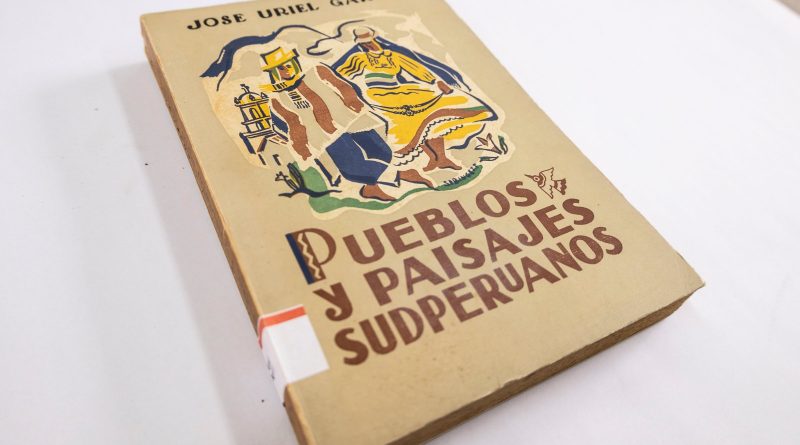 JOSE URIEL
PUEBLOS
y PAISAJES
SUDPERUANOS